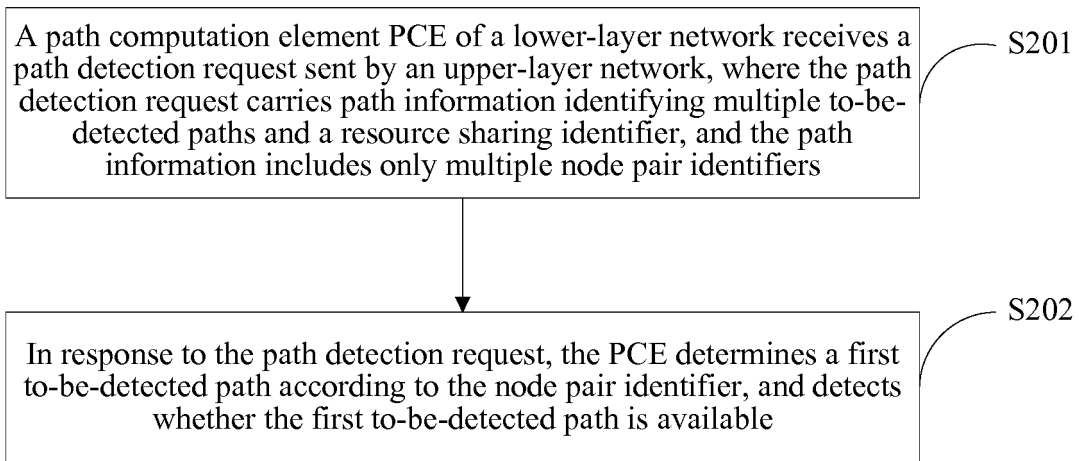 A path computation element PCE of a lower-layer network receives a
path detection request sent by an upper-layer network, where the path
detection request carries path information identifying multiple to-be-
detected paths and a resource sharing identifier, and the path
information includes only multiple node pair identifiers
S201
In response to the path detection request, the PCE determines a first
to-be-detected path according to the node pair identifier, and detects
whether the first to-be-detected path is available
S202